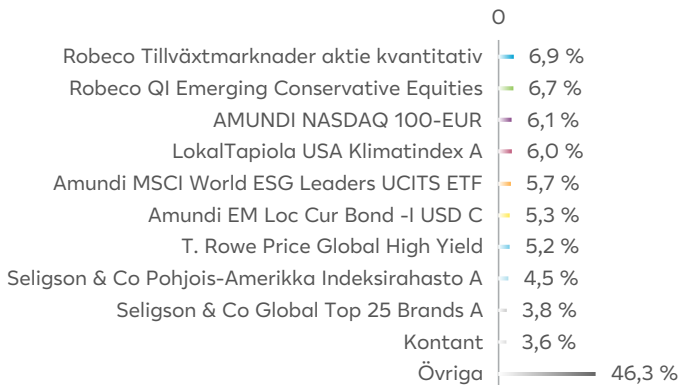 0
Robeco Tillväxtmarknader aktie kvantitativ 6,9 %
Robeco QI Emerging Conservative Equities 6,7 %
AMUNDI NASDAQ 100-EUR 6,1 %
LokalTapiola USA Klimatindex A 6,0 %
Amundi MSCI World ESG Leaders UCITS ETF 5,7 %
Amundi EM Loc Cur Bond -I USD C 5,3 %
T. Rowe Price Global High Yield 5,2 %
Seligson & Co Pohjois-Amerikka Indeksirahasto A 4,5 %
Seligson & Co Global Top 25 Brands A 3,8 %
Kontant 3,6 %
Övriga 46,3 %